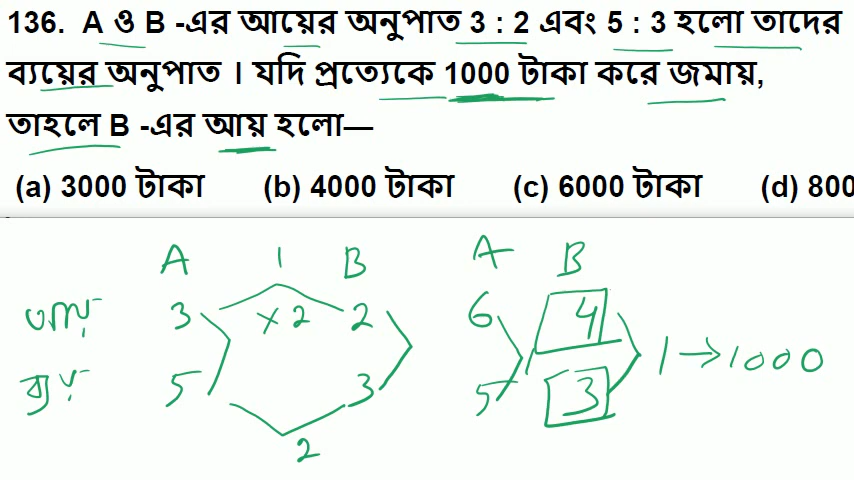 136. A ও B -এর আয়ের অনুপাত 3 : 2 এবং 5 : 3 হলো তাদের
ব্যয়ের অনুপাত । যদি প্রত্যেকে 1000 টাকা করে জমায়,
তাহলে B -এর আয় হলো—
(a) 3000 টাকা (b) 4000 টাকা (c) 6000 টাকা (d) 800
A 1 B A B
আয় 3 ×2 2 6 4
1 → 1000
ব্যয় 5 3 5 3
2